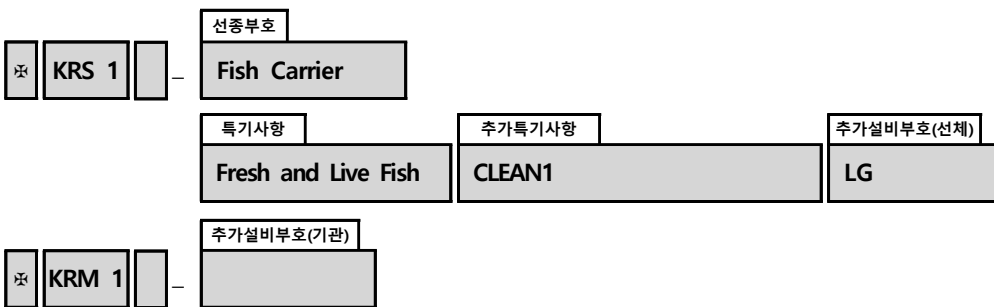 선종부호
✠ KRS 1 – Fish Carrier
특기사항 추가특기사항 추가설비부호(선체)
Fresh and Live Fish CLEAN1 LG
추가설비부호(기관)
✠ KRM 1 –